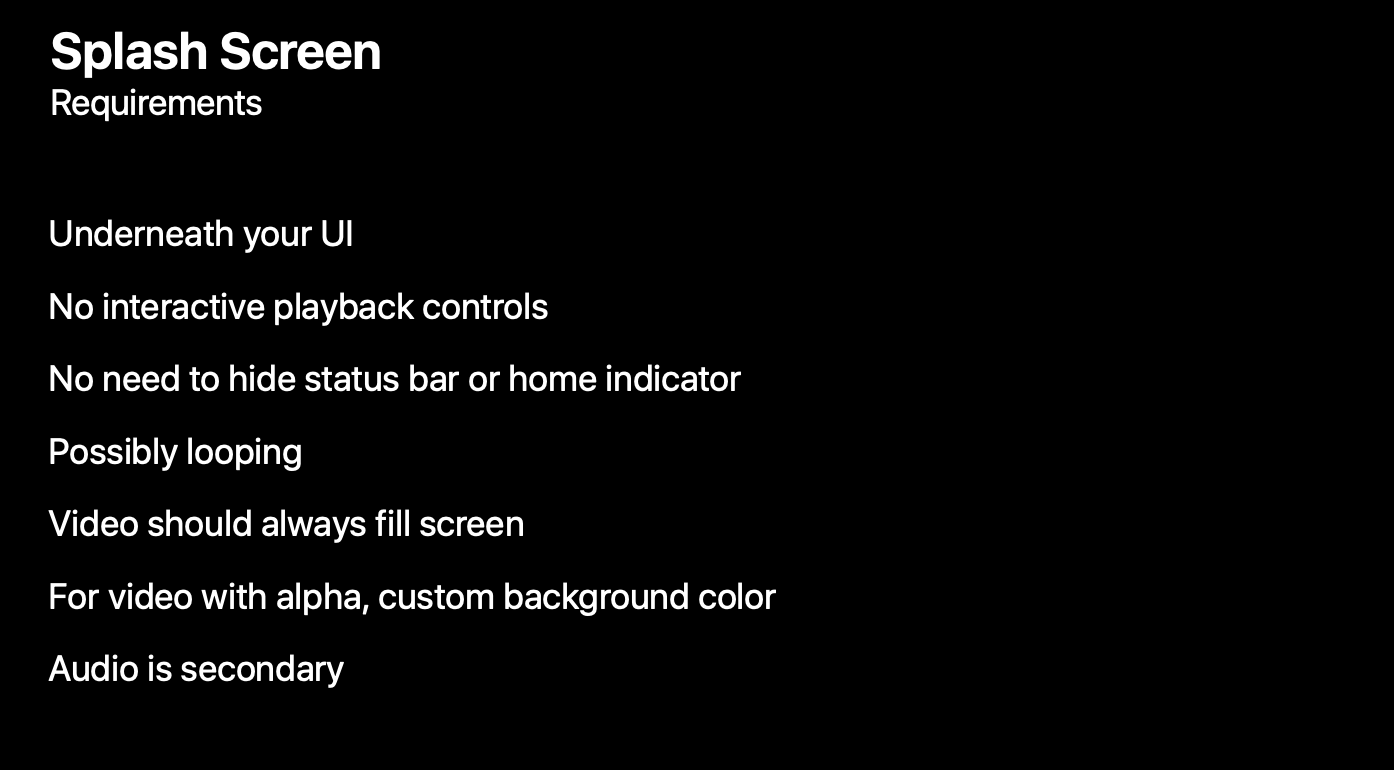 Splash Screen
Requirements
Underneath your UI
No interactive playback controls
No need to hide status bar or home indicator
Possibly looping
Video should always fill screen
For video with alpha, custom background color
Audio is secondary